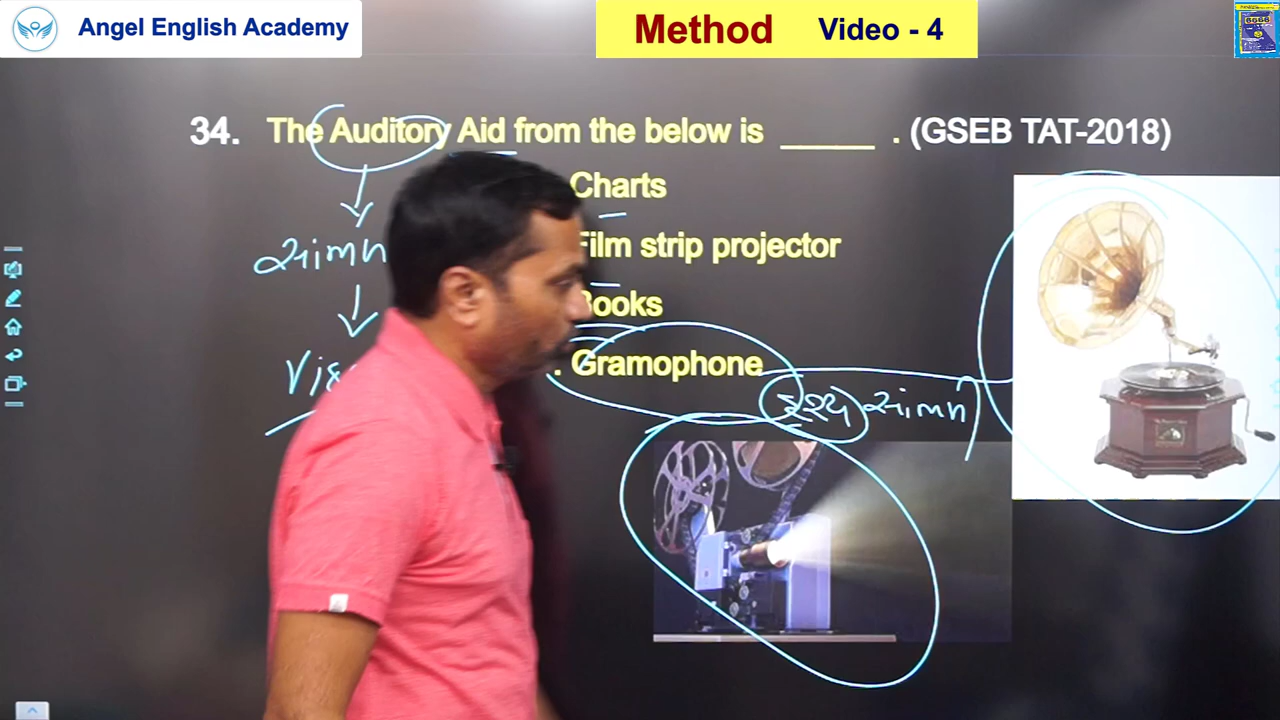 Angel English Academy
Method Video - 4
34. The Auditory Aid from the below is ______ . (GSEB TAT-2018)
Charts
Film strip projector
Books
. Gramophone